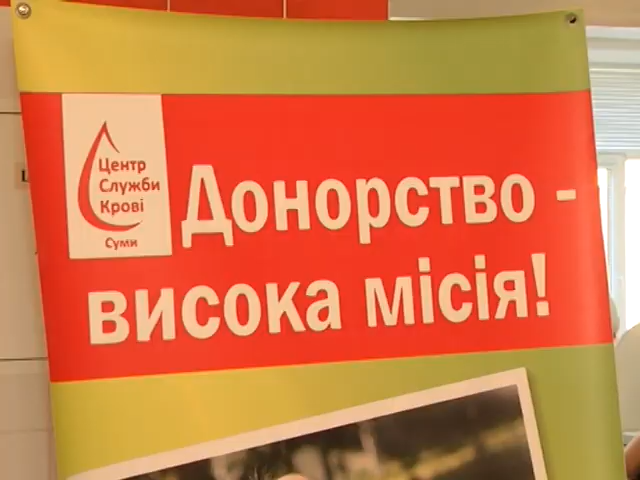 Центр
Служби
Крові
Суми
Донорство -
висока місія!